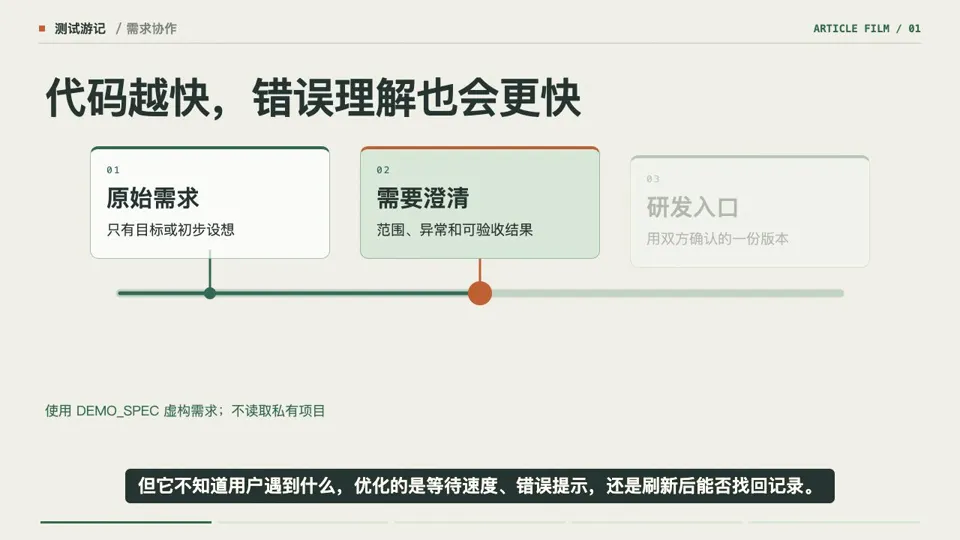 测试游记 / 需求协作
ARTICLE FILM / 01
代码越快，错误理解也会更快
01
原始需求
只有目标或初步设想
02
需要澄清
范围、异常和可验收结果
03
研发入口
用双方确认的一份版本
使用 DEMO_SPEC 虚构需求；不读取私有项目
但它不知道用户遇到什么，优化的是等待速度、错误提示，还是刷新后能否找回记录。